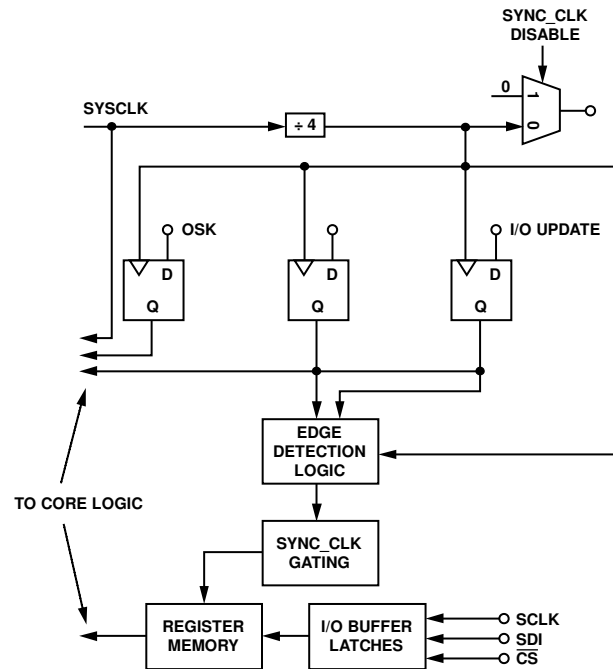 SYNC_CLK
DISABLE
0
1
0
SYSCLK
÷ 4
OSK
I/O UPDATE
D
Q
D
Q
D
Q
EDGE
DETECTION
LOGIC
TO CORE LOGIC
SYNC_CLK
GATING
REGISTER
MEMORY
I/O BUFFER
LATCHES
SCLK
SDI
CS